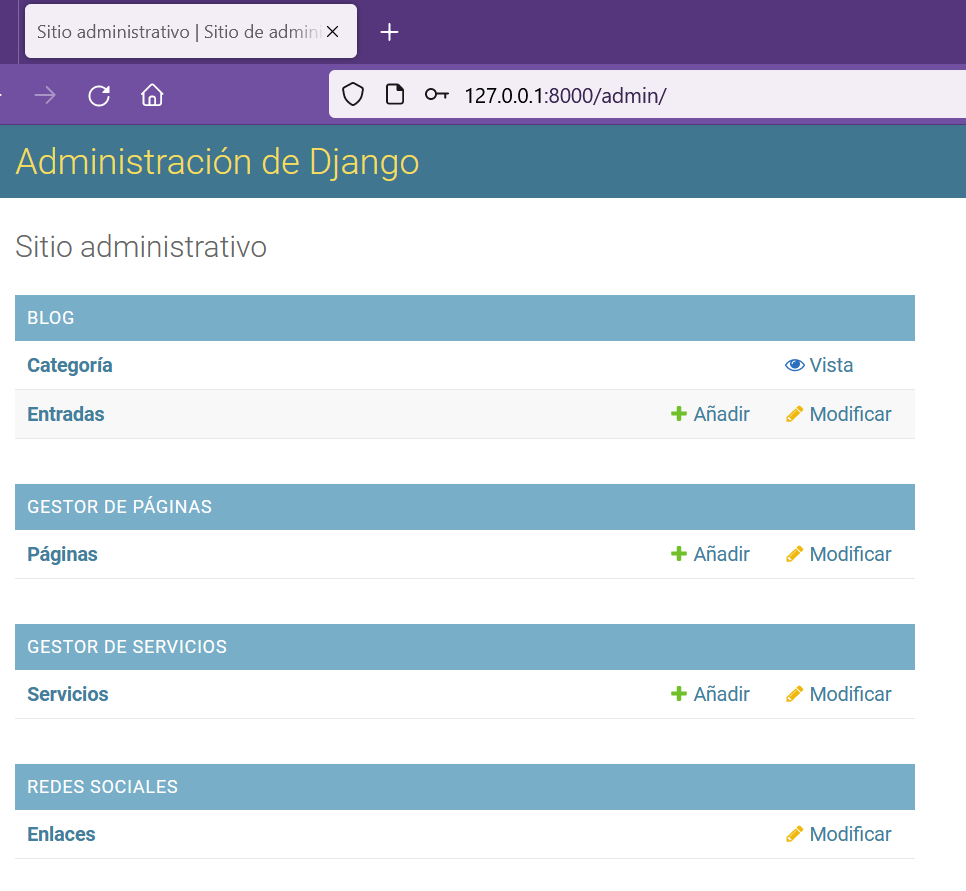 Sitio administrativo | Sitio de admin
127.0.0.1:8000/admin/
Administración de Django
Sitio administrativo
BLOG
Categoría Vista
Entradas Añadir Modificar
GESTOR DE PÁGINAS
Páginas Añadir Modificar
GESTOR DE SERVICIOS
Servicios Añadir Modificar
REDES SOCIALES
Enlaces Modificar